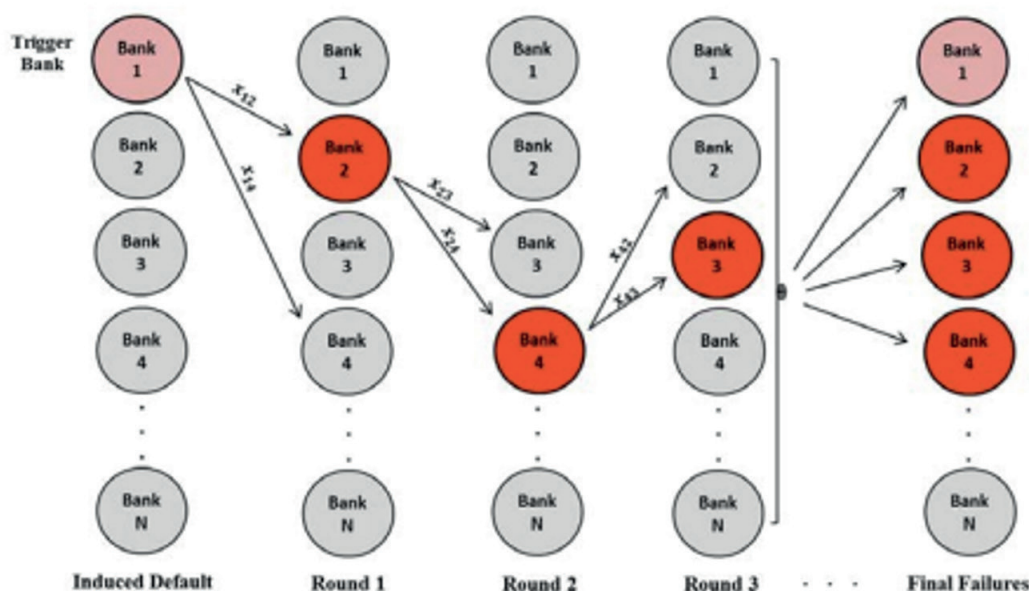 Trigger
Bank
Bank
1
Bank
2
Bank
3
Bank
4
.
.
.
Bank
N
Induced Default
x12
x14
Bank
1
Bank
2
Bank
3
Bank
4
.
.
.
Bank
N
Round 1
x23
x24
Bank
1
Bank
2
Bank
3
Bank
4
.
.
.
Bank
N
Round 2
x42
x43
Bank
1
Bank
2
Bank
3
Bank
4
.
.
.
Bank
N
Round 3
. . .
Bank
1
Bank
2
Bank
3
Bank
4
.
.
.
Bank
N
Final Failures